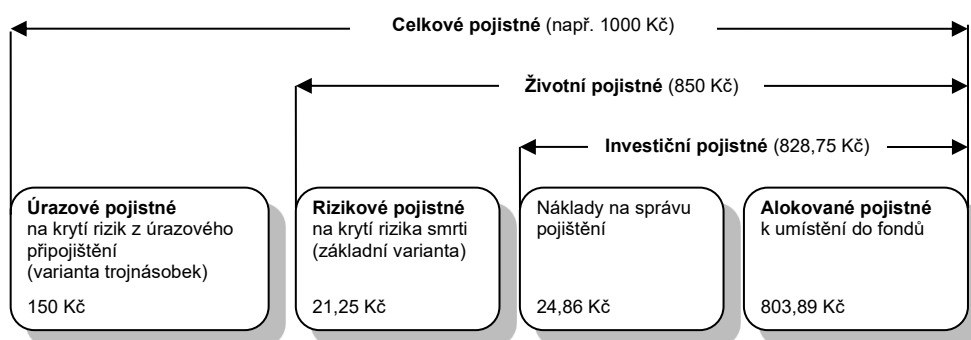 Celkové pojistné (např. 1000 Kč)
Životní pojistné (850 Kč)
Investiční pojistné (828,75 Kč)
Úrazové pojistné
na krytí rizik z úrazového
připojištění
(varianta trojnásobek)
150 Kč
Rizikové pojistné
na krytí rizika smrti
(základní varianta)
21,25 Kč
Náklady na správu
pojištění
24,86 Kč
Alokované pojistné
k umístění do fondů
803,89 Kč